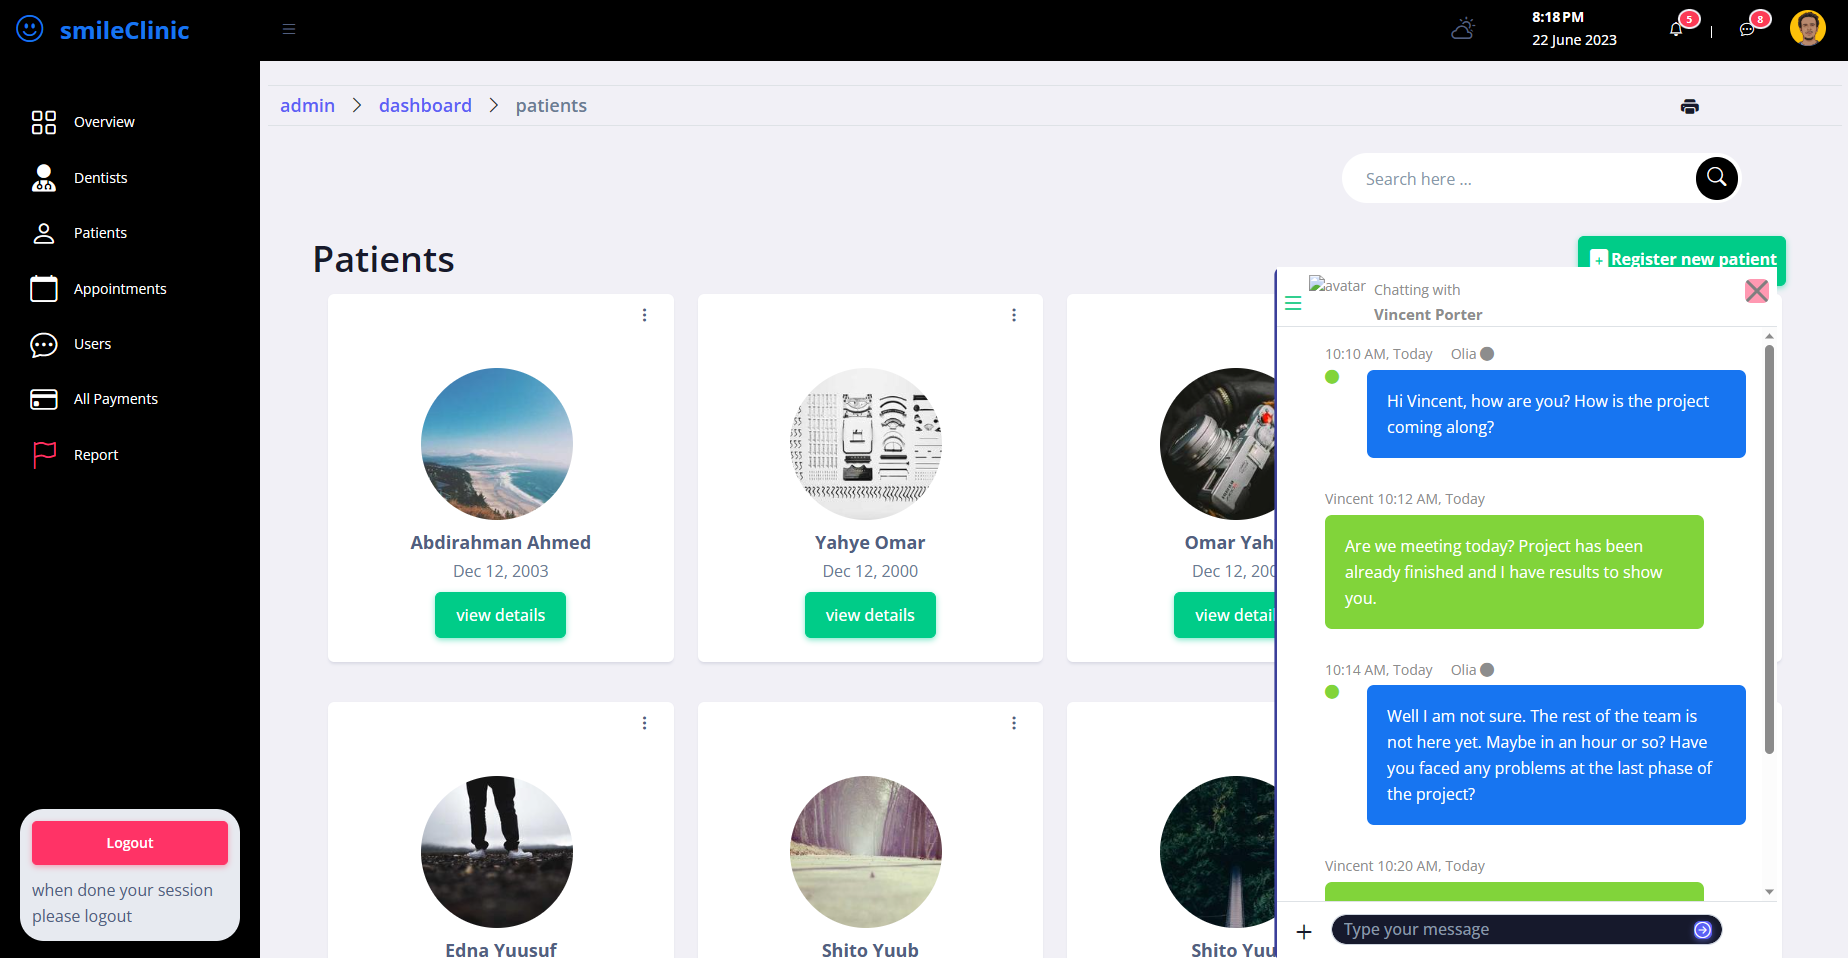 smileClinic
8:18 PM
22 June 2023
5
8
Overview
Dentists
Patients
Appointments
Users
All Payments
Report
Logout
when done your session
please logout
admin > dashboard > patients
Search here ...
Patients
+ Register new patient
Abdirahman Ahmed
Dec 12, 2003
view details
Yahye Omar
Dec 12, 2000
view details
Omar Yah
Dec 12, 200
view detail
Edna Yuusuf
Shito Yuub
Shito Yuu
avatar
Chatting with
Vincent Porter
10:10 AM, Today Olia
Hi Vincent, how are you? How is the project
coming along?
Vincent 10:12 AM, Today
Are we meeting today? Project has been
already finished and I have results to show
you.
10:14 AM, Today Olia
Well I am not sure. The rest of the team is
not here yet. Maybe in an hour or so? Have
you faced any problems at the last phase of
the project?
Vincent 10:20 AM, Today
+ Type your message